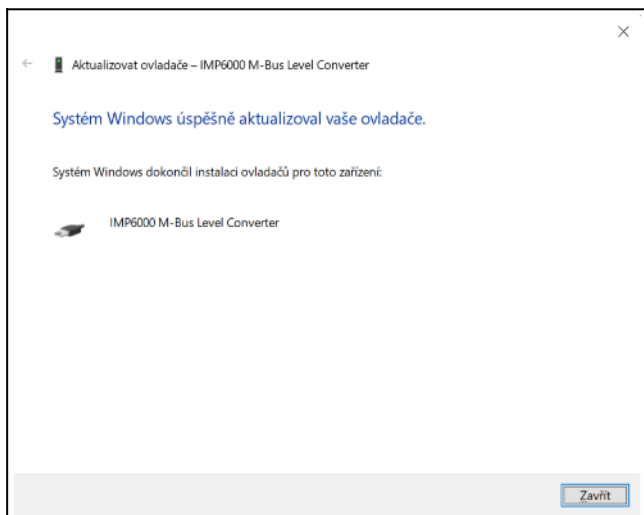 Aktualizovat ovladače – IMP6000 M-Bus Level Converter
Systém Windows úspěšně aktualizoval vaše ovladače.
Systém Windows dokončil instalaci ovladačů pro toto zařízení:
IMP6000 M-Bus Level Converter
Zavřít